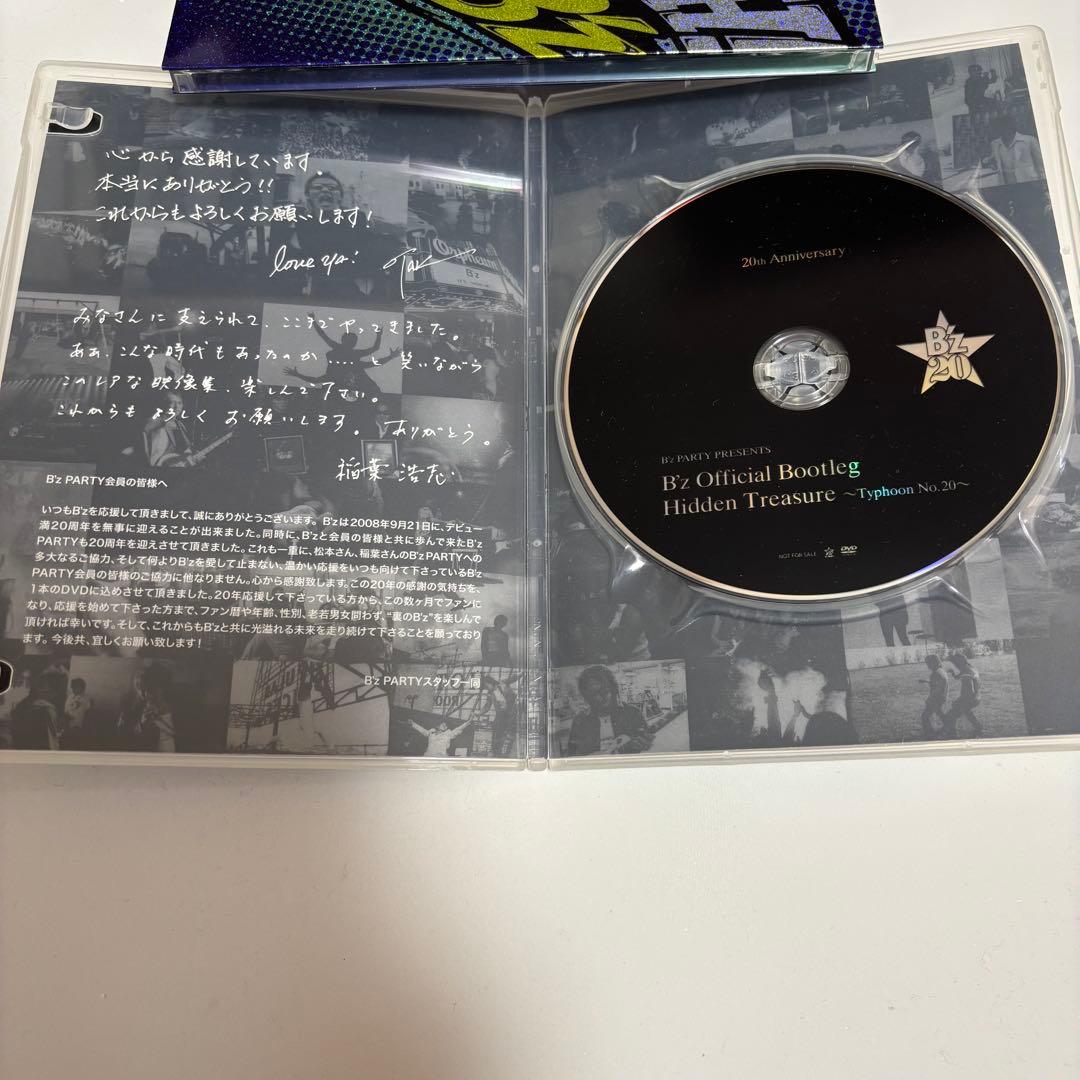 心から感謝しています。
本当にありがとう!!
これからもよろしくお願いします!
love ya! Tak
みなさんに支えられて、ここまでやってきました。
ああ、こんな時代もあったのか……と笑いながら
このレアな映像集、楽しんで下さい。
これからもよろしくお願いします。ありがとう。
稲葉浩志
B'z PARTY会員の皆様へ
いつもB'zを応援して頂きまして、誠にありがとうございます。B'zは2008年9月21日に、デビュー
満20周年を無事に迎えることが出来ました。同時に、B'zと会員の皆様と共に歩んで来たB'z
PARTYも20周年を迎えさせて頂きました。これも一重に、松本さん、稲葉さんのB'z PARTYへの
多大なるご協力、そして何よりB'zを愛して止まない、温かい応援をいつも向けて下さっているB'z
PARTY会員の皆様のご協力に他なりません。心から感謝致します。この20年の感謝の気持ちを、
1本のDVDに込めさせて頂きました。20年応援して下さっている方から、この数ヶ月でファンに
なり、応援を始めて下さった方まで、ファン暦や年齢、性別、老若男女問わず、“裏のB'z”を楽しんで
頂ければ幸いです。そして、これからもB'zと共に光溢れる未来を走り続けて下さることを願っており
ます。今後共、宜しくお願い致します!
B'z PARTYスタッフ一同
Orpheum
B'z
20th Anniversary
B'z
20
B'z PARTY PRESENTS
B'z Official Bootleg
Hidden Treasure ～Typhoon No.20～
NOT FOR SALE
DVD